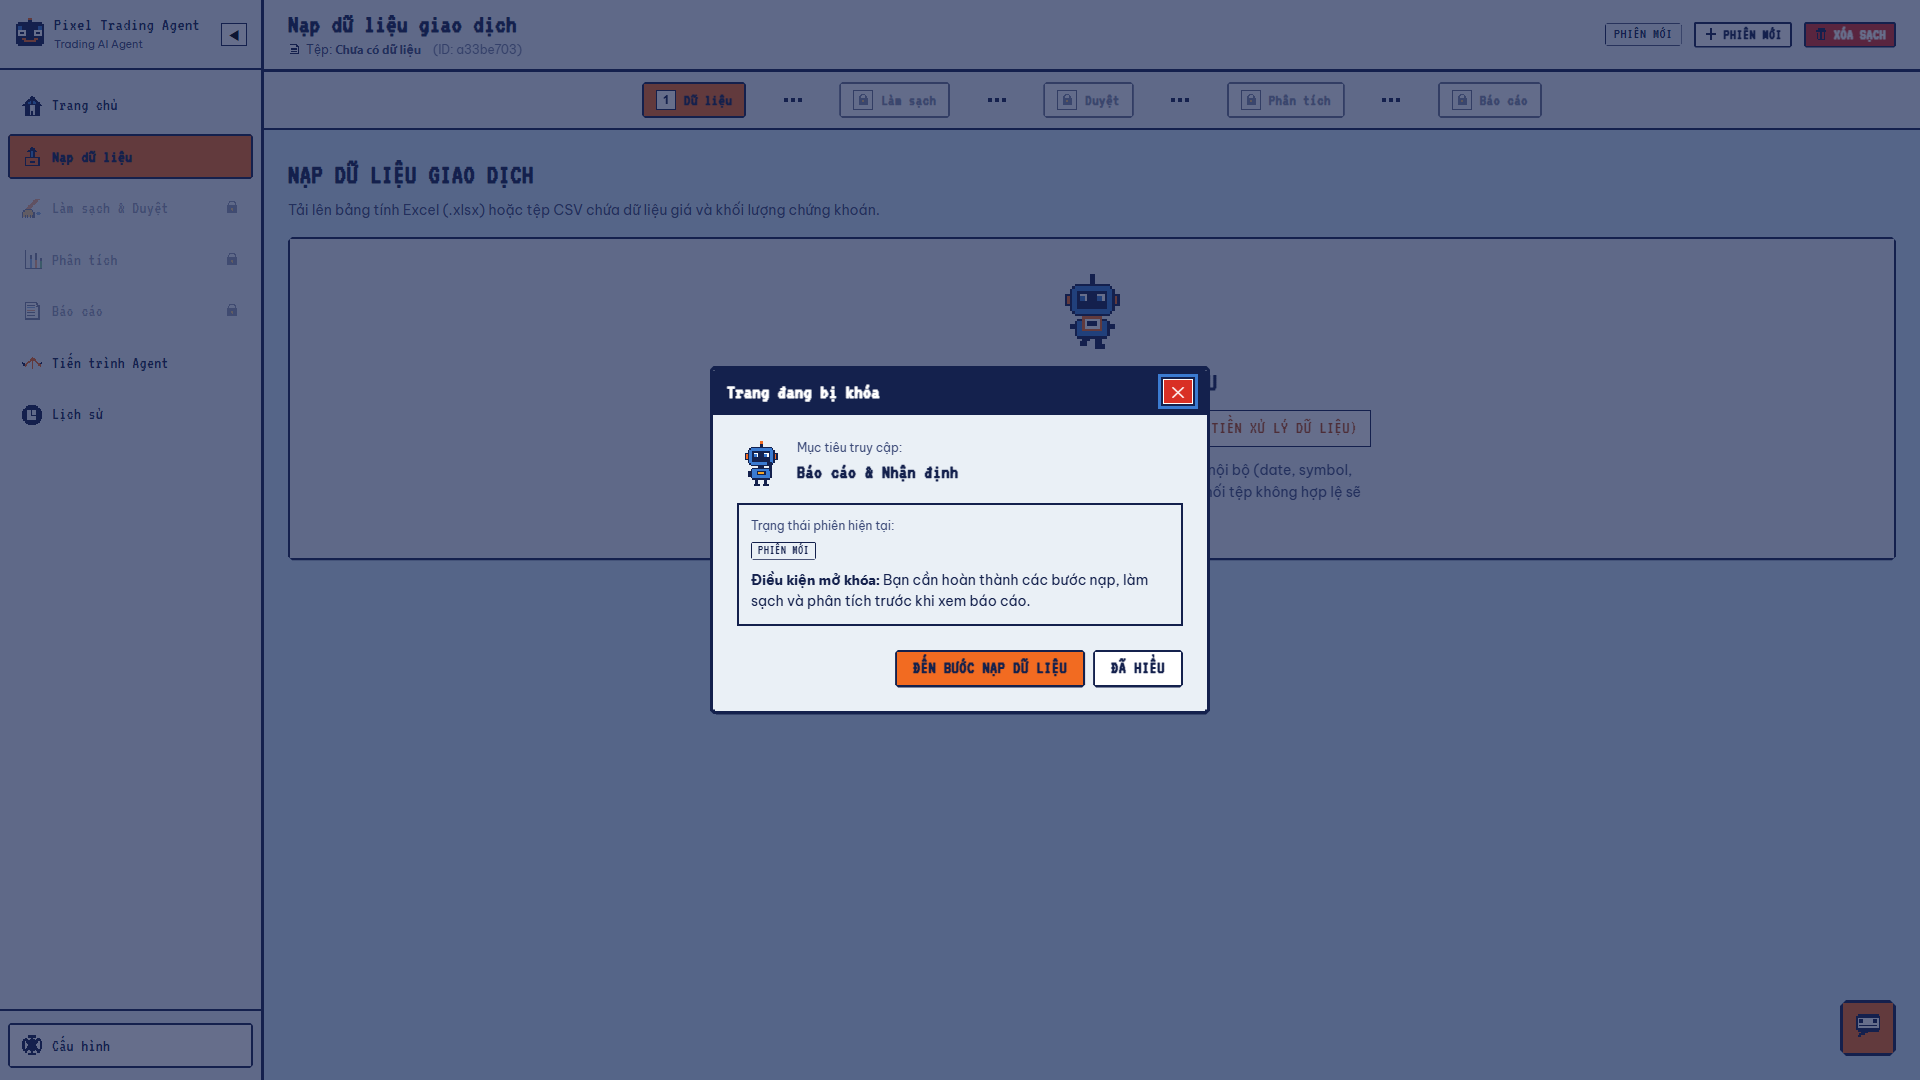 Pixel Trading Agent
Trading AI Agent
Trang chủ
Nạp dữ liệu
Làm sạch & Duyệt
Phân tích
Báo cáo
Tiến trình Agent
Lịch sử
Cấu hình
Nạp dữ liệu giao dịch
Tệp: Chưa có dữ liệu (ID: a33be703)
PHIÊN MỚI
PHIÊN MỚI
XÓA SẠCH
1 Dữ liệu
Làm sạch
Duyệt
Phân tích
Báo cáo
NẠP DỮ LIỆU GIAO DỊCH
Tải lên bảng tính Excel (.xlsx) hoặc tệp CSV chứa dữ liệu giá và khối lượng chứng khoán.
U
TIỀN XỬ LÝ DỮ LIỆU)
nội bộ (date, symbol,
tệp không hợp lệ sẽ
Trang đang bị khóa
Mục tiêu truy cập:
Báo cáo & Nhận định
Trạng thái phiên hiện tại:
PHIÊN MỚI
Điều kiện mở khóa: Bạn cần hoàn thành các bước nạp, làm
sạch và phân tích trước khi xem báo cáo.
ĐẾN BƯỚC NẠP DỮ LIỆU
ĐÃ HIỂU